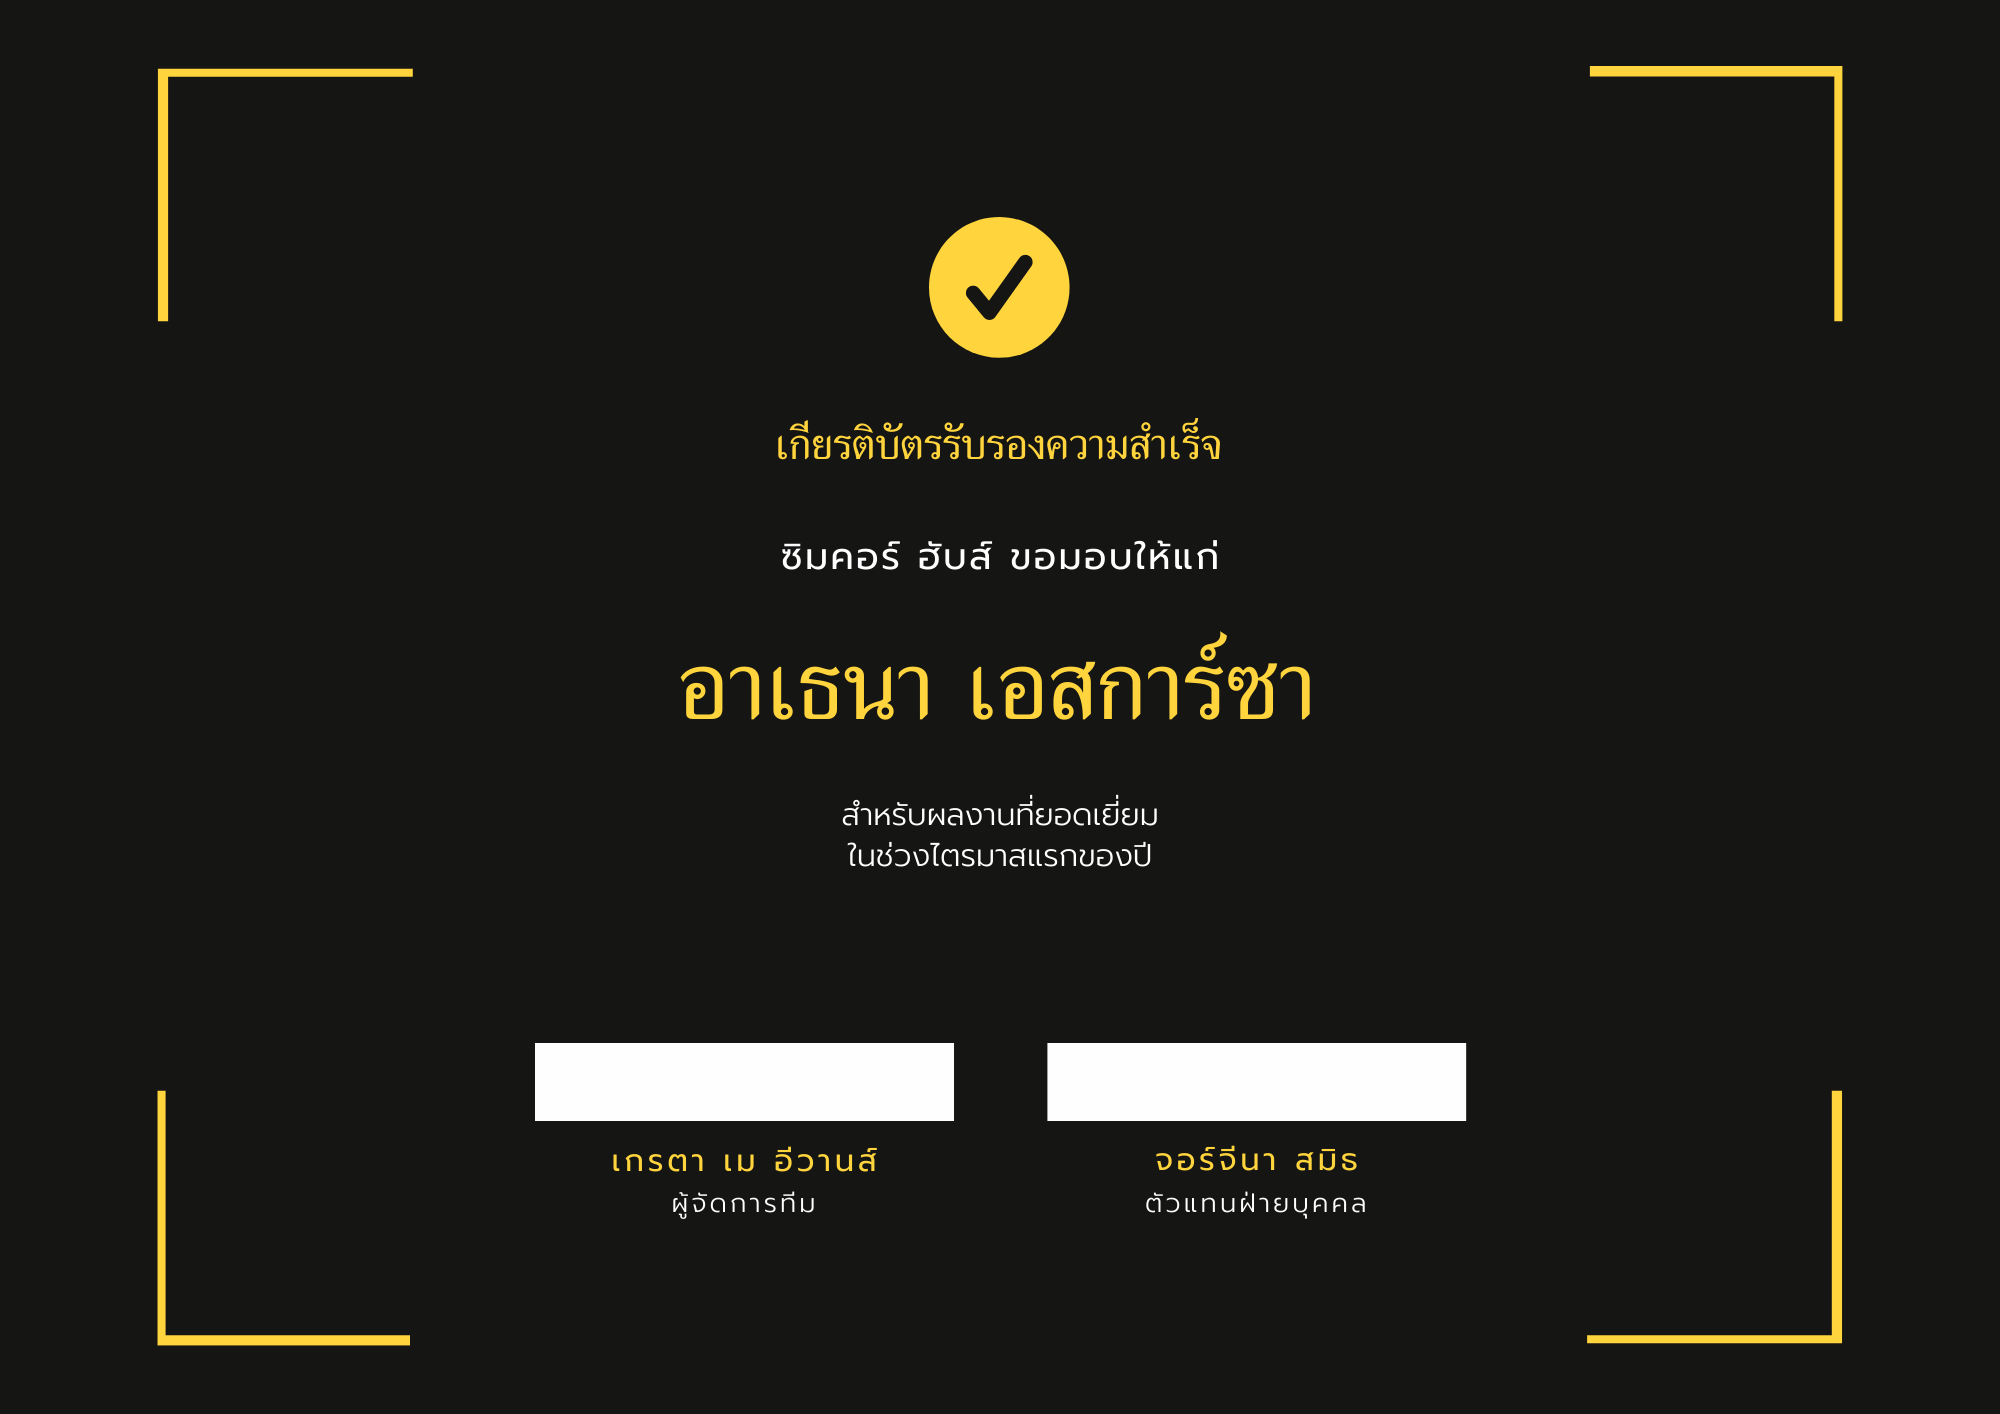 เกียรติบัตรรับรองความสำเร็จ
ซิมคอร์ ฮับส์ ขอมอบให้แก่
อาเธนา เอสการ์ซา
สำหรับผลงานที่ยอดเยี่ยม
ในช่วงไตรมาสแรกของปี
เกรตา เม อีวานส์
ผู้จัดการทีม
จอร์จีนา สมิธ
ตัวแทนฝ่ายบุคคล